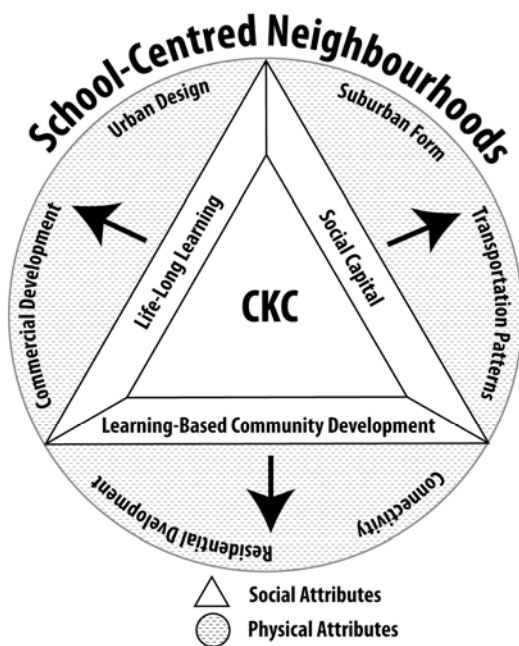 School-Centred Neighbourhoods
Urban Design
Suburban Form
Commercial Development
Life-Long Learning
Social Capital
Transportation Patterns
CKC
Learning-Based Community Development
Residential Dvelopment
Connectivity
Social Attributes
Physical Attributes